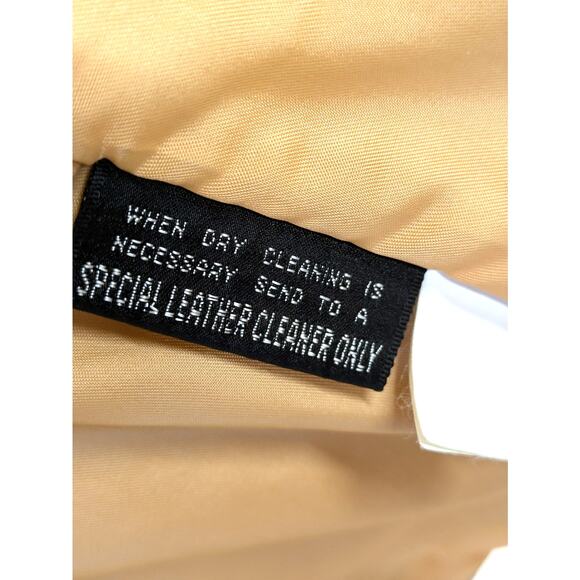 WHEN DRY CLEANING IS
NECESSARY SEND TO A
SPECIAL LEATHER CLEANER ONLY